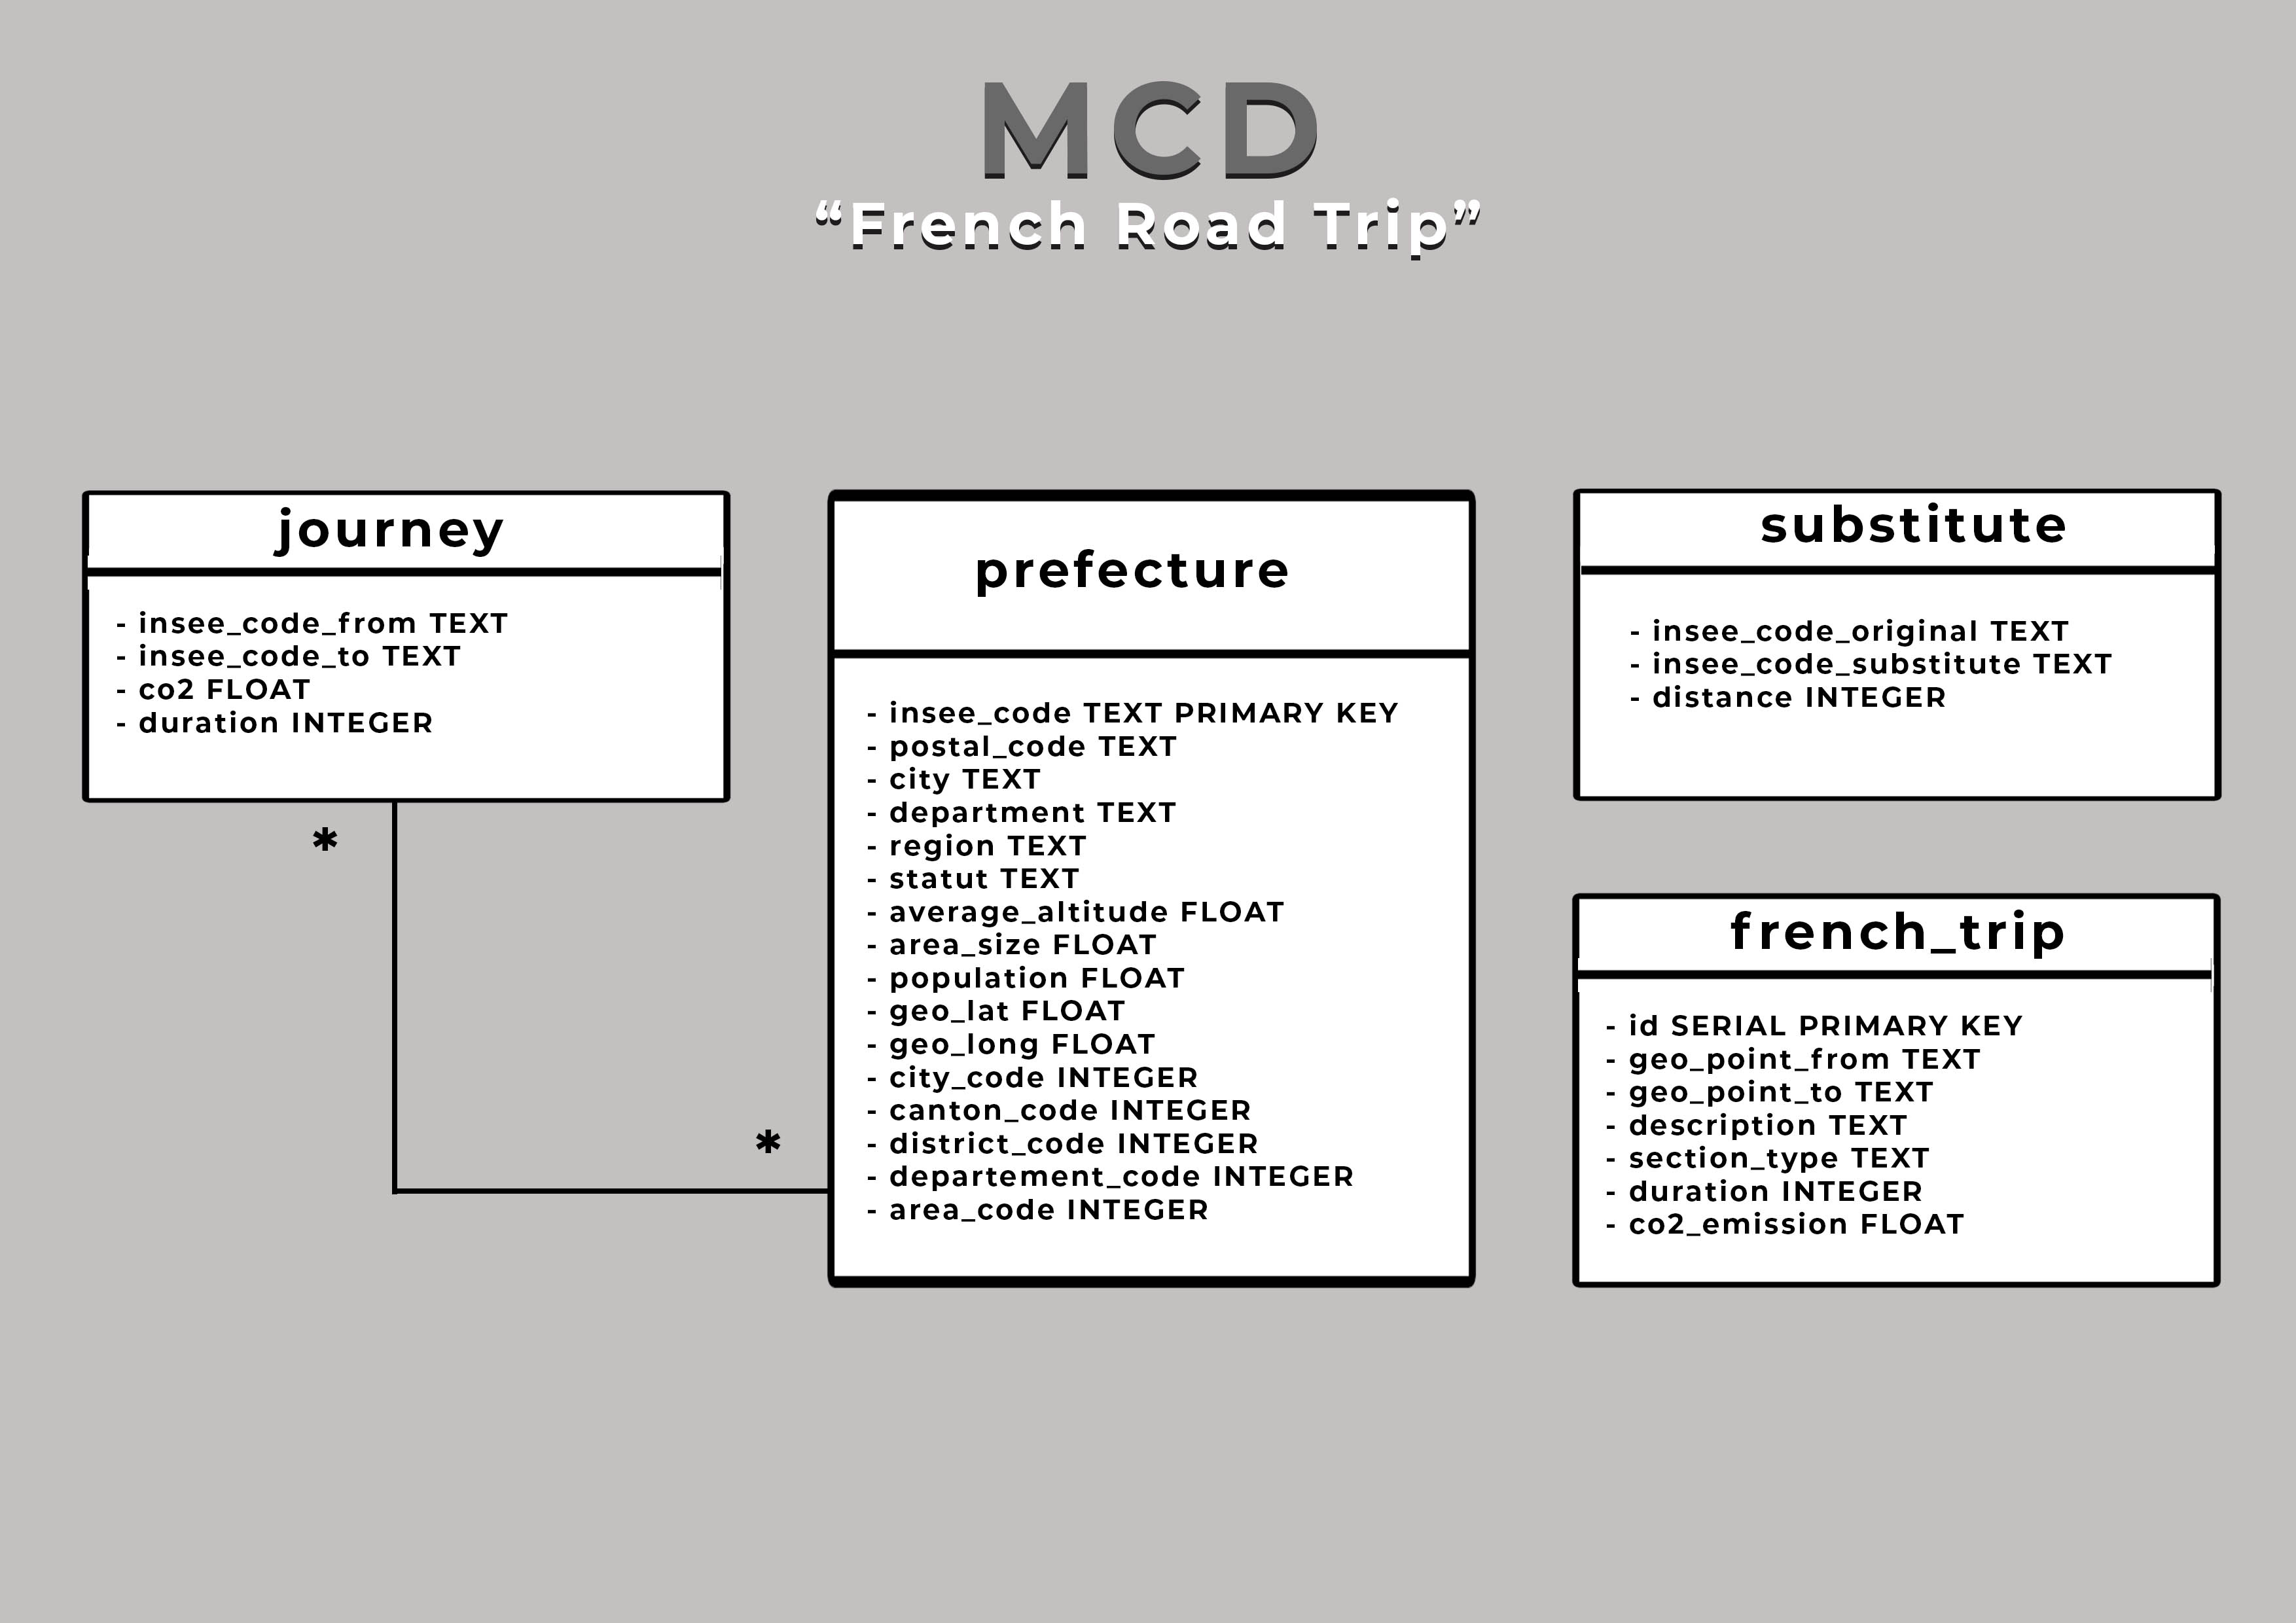 MCD
“French Road Trip”
journey
- insee_code_from TEXT
- insee_code_to TEXT
- co2 FLOAT
- duration INTEGER
*
*
prefecture
- insee_code TEXT PRIMARY KEY
- postal_code TEXT
- city TEXT
- department TEXT
- region TEXT
- statut TEXT
- average_altitude FLOAT
- area_size FLOAT
- population FLOAT
- geo_lat FLOAT
- geo_long FLOAT
- city_code INTEGER
- canton_code INTEGER
- district_code INTEGER
- departement_code INTEGER
- area_code INTEGER
substitute
- insee_code_original TEXT
- insee_code_substitute TEXT
- distance INTEGER
french_trip
- id SERIAL PRIMARY KEY
- geo_point_from TEXT
- geo_point_to TEXT
- description TEXT
- section_type TEXT
- duration INTEGER
- co2_emission FLOAT